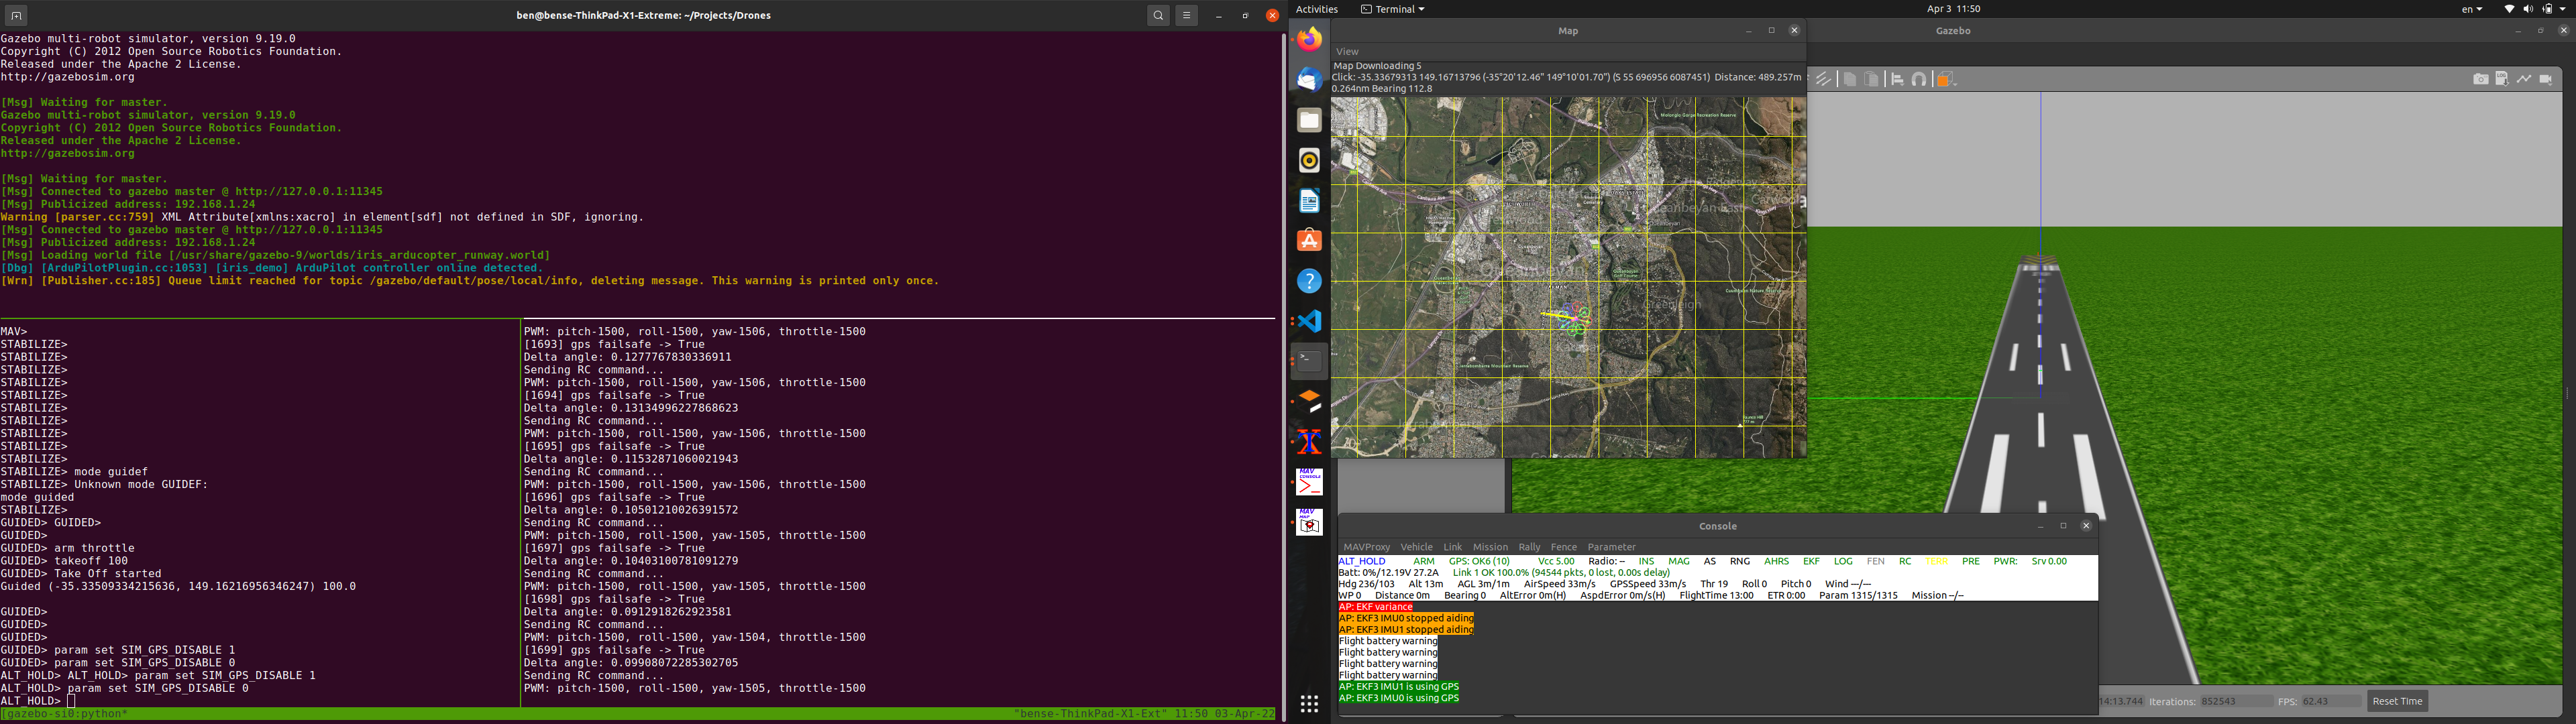 ben@bense-ThinkPad-X1-Extreme: ~/Projects/Drones
Gazebo multi-robot simulator, version 9.19.0
Copyright (C) 2012 Open Source Robotics Foundation.
Released under the Apache 2 License.
http://gazebosim.org
[Msg] Waiting for master.
Gazebo multi-robot simulator, version 9.19.0
Copyright (C) 2012 Open Source Robotics Foundation.
Released under the Apache 2 License.
http://gazebosim.org
[Msg] Waiting for master.
[Msg] Connected to gazebo master @ http://127.0.0.1:11345
[Msg] Publicized address: 192.168.1.24
Warning [parser.cc:759] XML Attribute[xmlns:xacro] in element[sdf] not defined in SDF, ignoring.
[Msg] Connected to gazebo master @ http://127.0.0.1:11345
[Msg] Publicized address: 192.168.1.24
[Msg] Loading world file [/usr/share/gazebo-9/worlds/iris_arducopter_runway.world]
[Dbg] [ArduPilotPlugin.cc:1053] [iris_demo] ArduPilot controller online detected.
[Wrn] [Publisher.cc:185] Queue limit reached for topic /gazebo/default/pose/local/info, deleting message. This warning is printed only once.
MAV>
STABILIZE>
STABILIZE>
STABILIZE>
STABILIZE>
STABILIZE>
STABILIZE>
STABILIZE>
STABILIZE>
STABILIZE>
STABILIZE>
STABILIZE> mode guidef
STABILIZE> Unknown mode GUIDEF:
mode guided
STABILIZE>
GUIDED> GUIDED>
GUIDED>
GUIDED> arm throttle
GUIDED> takeoff 100
GUIDED> Take Off started
Guided (-35.33509334215636, 149.16216956346247) 100.0
GUIDED>
GUIDED>
GUIDED>
GUIDED> param set SIM_GPS_DISABLE 1
GUIDED> param set SIM_GPS_DISABLE 0
ALT_HOLD> ALT_HOLD> param set SIM_GPS_DISABLE 1
ALT_HOLD> param set SIM_GPS_DISABLE 0
ALT_HOLD>
PWM: pitch-1500, roll-1500, yaw-1506, throttle-1500
[1693] gps failsafe -> True
Delta angle: 0.1277767830336911
Sending RC command...
PWM: pitch-1500, roll-1500, yaw-1506, throttle-1500
[1694] gps failsafe -> True
Delta angle: 0.13134996227868623
Sending RC command...
PWM: pitch-1500, roll-1500, yaw-1506, throttle-1500
[1695] gps failsafe -> True
Delta angle: 0.11532871060021943
Sending RC command...
PWM: pitch-1500, roll-1500, yaw-1506, throttle-1500
[1696] gps failsafe -> True
Delta angle: 0.10501210026391572
Sending RC command...
PWM: pitch-1500, roll-1500, yaw-1505, throttle-1500
[1697] gps failsafe -> True
Delta angle: 0.10403100781091279
Sending RC command...
PWM: pitch-1500, roll-1500, yaw-1505, throttle-1500
[1698] gps failsafe -> True
Delta angle: 0.0912918262923581
Sending RC command...
PWM: pitch-1500, roll-1500, yaw-1504, throttle-1500
[1699] gps failsafe -> True
Delta angle: 0.09908072285302705
Sending RC command...
PWM: pitch-1500, roll-1500, yaw-1505, throttle-1500
[gazebo-si0:python* "bense-ThinkPad-X1-Ext" 11:50 03-Apr-22
Activities Terminal Apr 3 11:50 en
Map
View
Map Downloading 5
Click: -35.33679313 149.16713796 (-35°20'12.46" 149°10'01.70") (S 55 696956 6087451) Distance: 489.257m
0.264nm Bearing 112.8
Queanbeyan
Greenleigh
Gazebo
MAV
CONSOLE
MAV
MAP
Console
MAVProxy Vehicle Link Mission Rally Fence Parameter
ALT_HOLD ARM GPS: OK6 (10) Vcc 5.00 Radio: -- INS MAG AS RNG AHRS EKF LOG FEN RC TERR PRE PWR: Srv 0.00
Batt: 0%/12.19V 27.2A Link 1 OK 100.0% (94544 pkts, 0 lost, 0.00s delay)
Hdg 236/103 Alt 13m AGL 3m/1m AirSpeed 33m/s GPSSpeed 33m/s Thr 19 Roll 0 Pitch 0 Wind ---/---
WP 0 Distance 0m Bearing 0 AltError 0m(H) AspdError 0m/s(H) FlightTime 13:00 ETR 0:00 Param 1315/1315 Mission --/--
AP: EKF variance
AP: EKF3 IMU0 stopped aiding
AP: EKF3 IMU1 stopped aiding
Flight battery warning
Flight battery warning
Flight battery warning
Flight battery warning
AP: EKF3 IMU1 is using GPS
AP: EKF3 IMU0 is using GPS
14:13.744 Iterations: 852543 FPS: 62.43 Reset Time